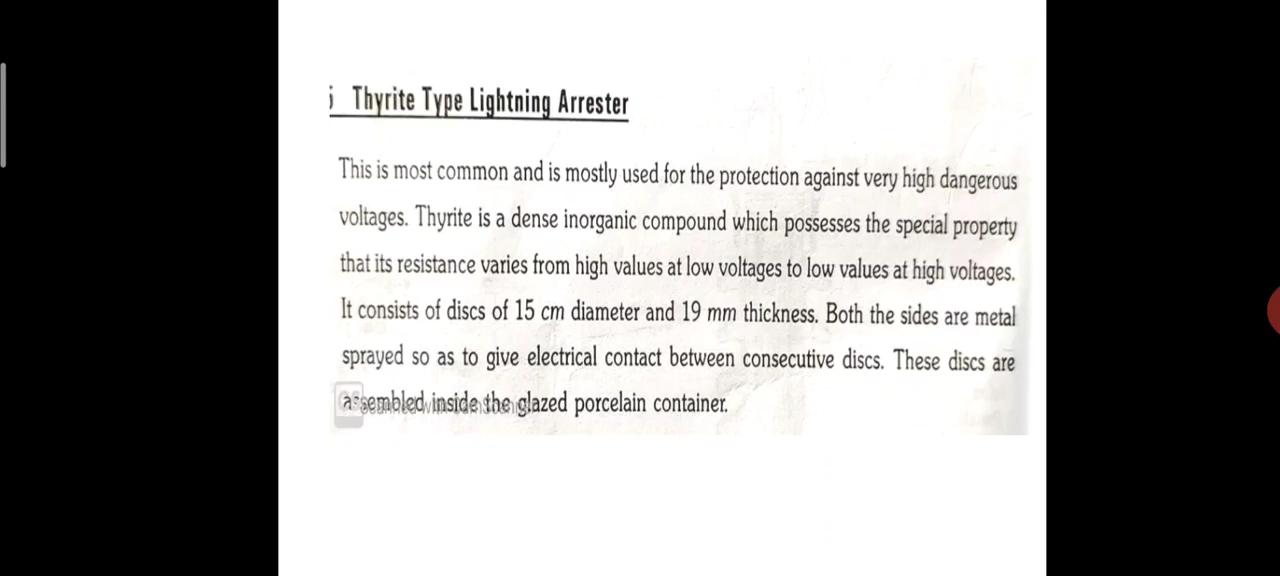 Thyrite Type Lightning Arrester
This is most common and is mostly used for the protection against very high dangerous
voltages. Thyrite is a dense inorganic compound which possesses the special property
that its resistance varies from high values at low voltages to low values at high voltages.
It consists of discs of 15 cm diameter and 19 mm thickness. Both the sides are metal
sprayed so as to give electrical contact between consecutive discs. These discs are
assembled inside the glazed porcelain container.